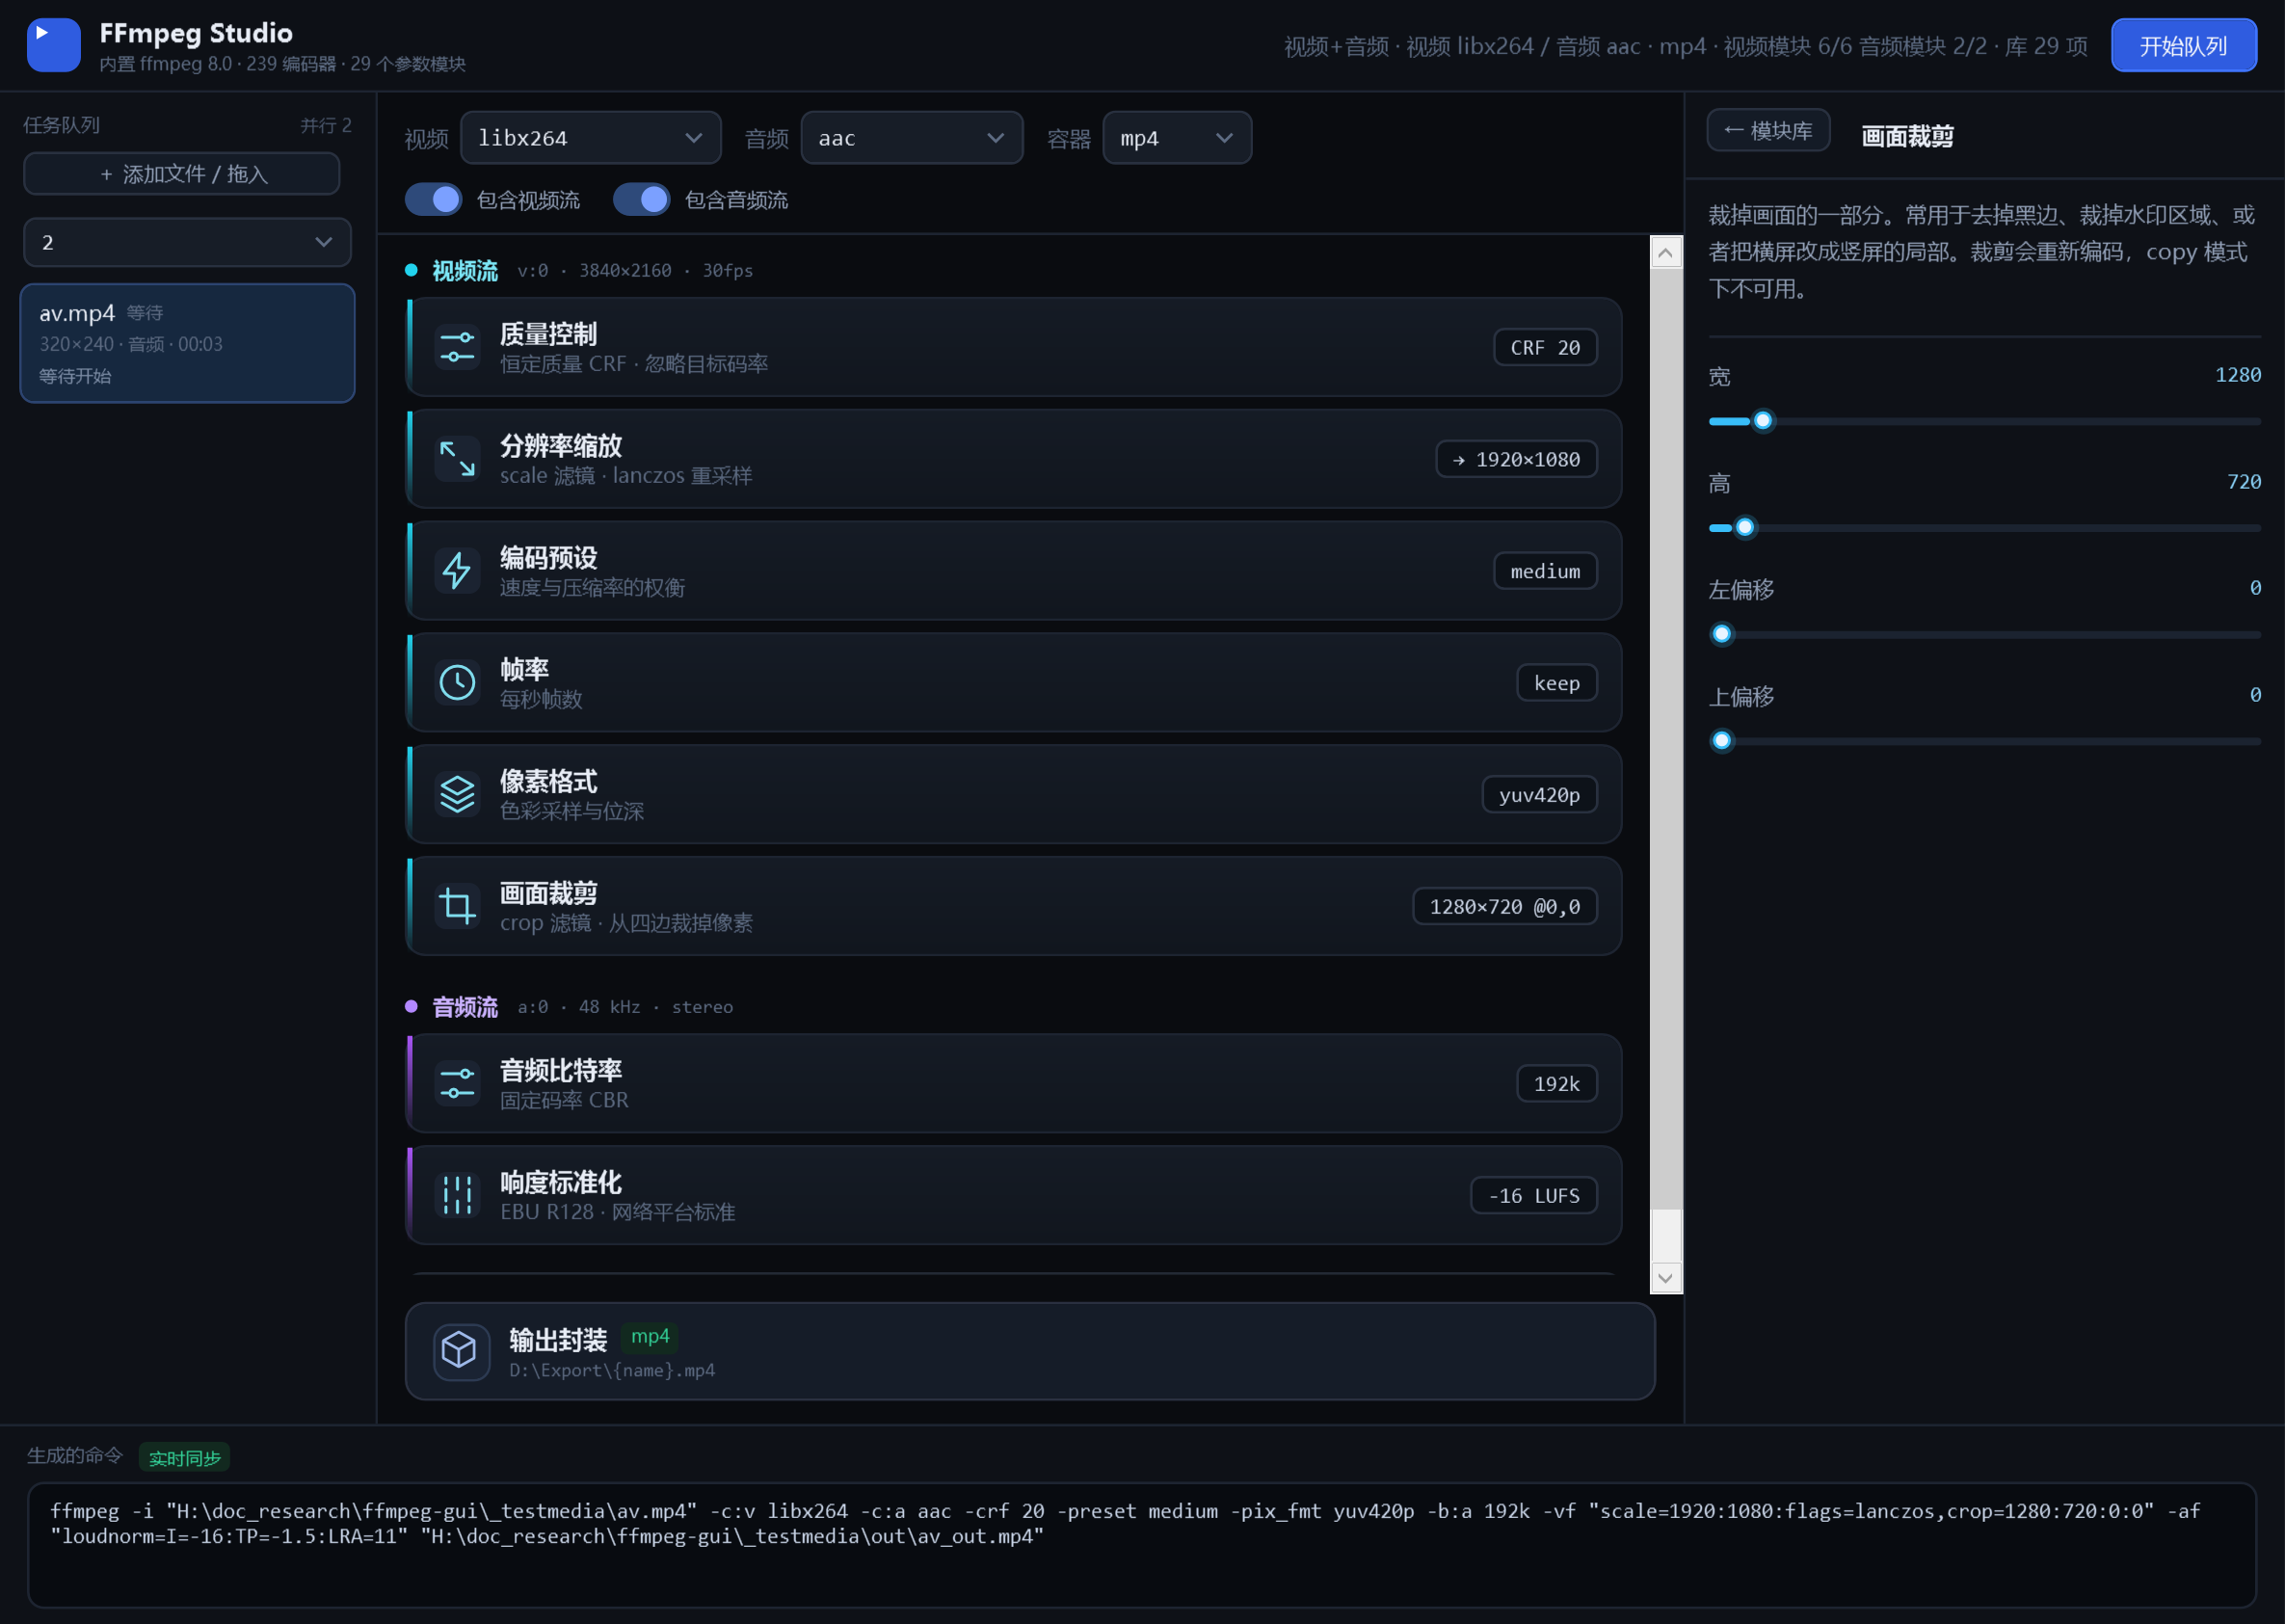 FFmpeg Studio
内置 ffmpeg 8.0 · 239 编码器 · 29 个参数模块
视频+音频 · 视频 libx264 / 音频 aac · mp4 · 视频模块 6/6 音频模块 2/2 · 库 29 项
开始队列
任务队列
并行 2
+ 添加文件 / 拖入
2
av.mp4 等待
320×240 · 音频 · 00:03
等待开始
视频 libx264
音频 aac
容器 mp4
包含视频流
包含音频流
视频流 v:0 · 3840×2160 · 30fps
质量控制
恒定质量 CRF · 忽略目标码率
CRF 20
分辨率缩放
scale 滤镜 · lanczos 重采样
→ 1920×1080
编码预设
速度与压缩率的权衡
medium
帧率
每秒帧数
keep
像素格式
色彩采样与位深
yuv420p
画面裁剪
crop 滤镜 · 从四边裁掉像素
1280×720 @0,0
音频流 a:0 · 48 kHz · stereo
音频比特率
固定码率 CBR
192k
响度标准化
EBU R128 · 网络平台标准
-16 LUFS
输出封装 mp4
D:\Export\{name}.mp4
← 模块库
画面裁剪
裁掉画面的一部分。常用于去掉黑边、裁掉水印区域、或
者把横屏改成竖屏的局部。裁剪会重新编码，copy 模式
下不可用。
宽 1280
高 720
左偏移 0
上偏移 0
生成的命令 实时同步
ffmpeg -i "H:\doc_research\ffmpeg-gui\_testmedia\av.mp4" -c:v libx264 -c:a aac -crf 20 -preset medium -pix_fmt yuv420p -b:a 192k -vf "scale=1920:1080:flags=lanczos,crop=1280:720:0:0" -af
"loudnorm=I=-16:TP=-1.5:LRA=11" "H:\doc_research\ffmpeg-gui\_testmedia\out\av_out.mp4"